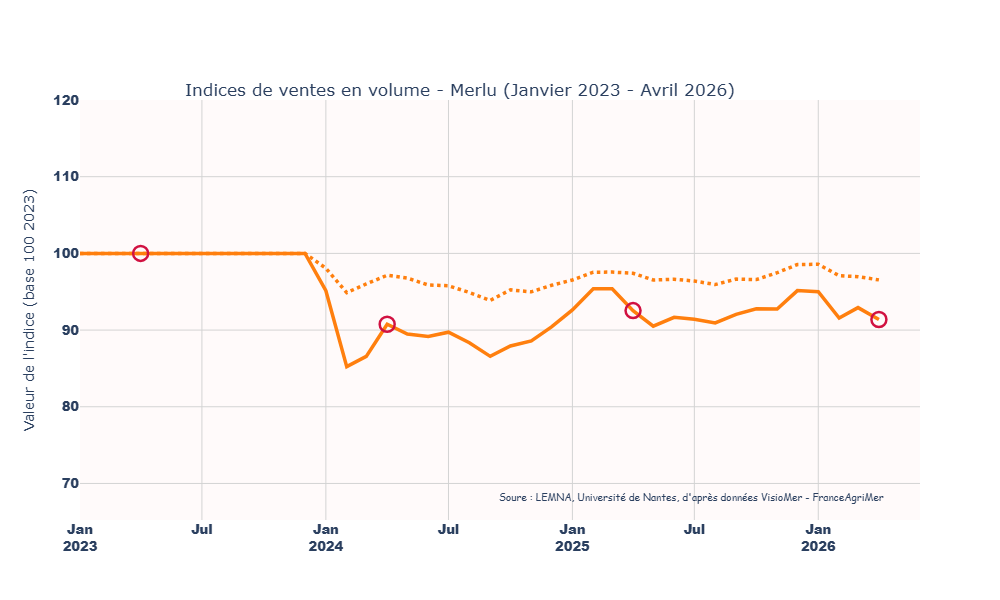 Indices de ventes en volume - Merlu (Janvier 2023 - Avril 2026)
Valeur de l'indice (base 100 2023)
120
110
100
90
80
70
Soure : LEMNA, Université de Nantes, d'après données VisioMer - FranceAgriMer
Jan Jul Jan Jul Jan Jul Jan
2023 2024 2025 2026